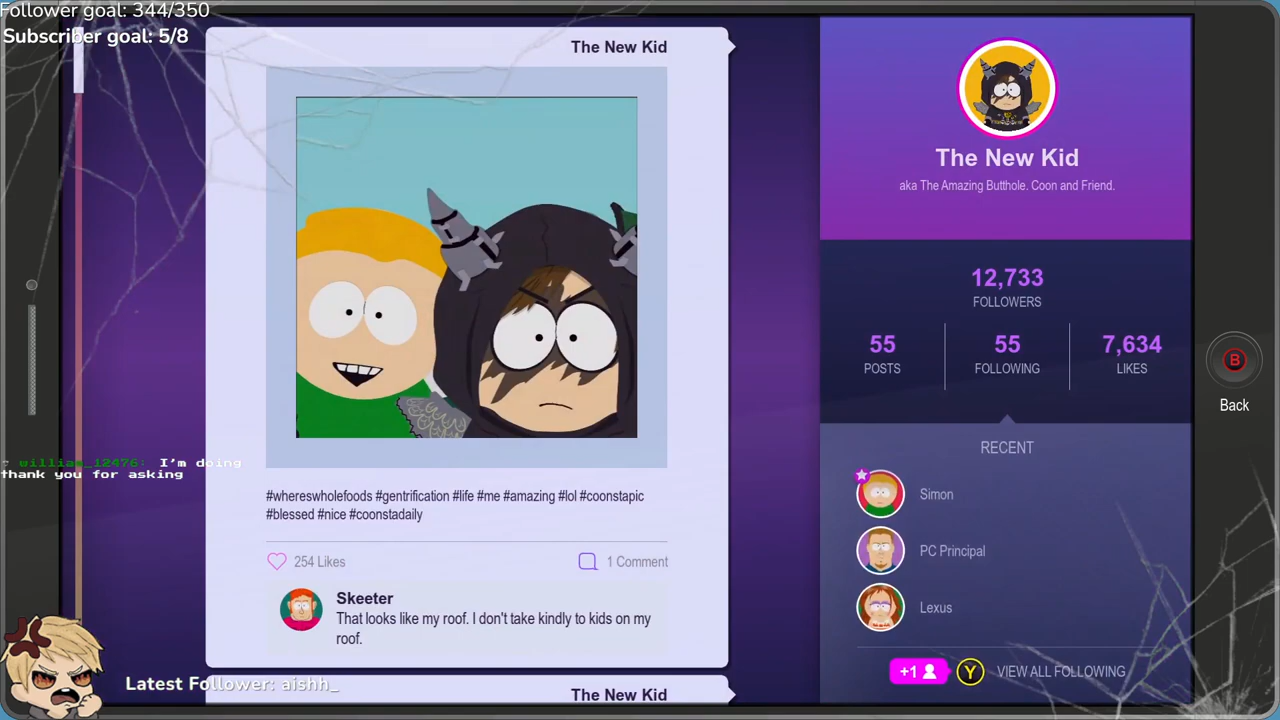 Follower goal: 344/350
Subscriber goal: 5/8
The New Kid
#whereswholefoods #gentrification #life #me #amazing #lol #coonstapic
#blessed #nice #coonstadaily
254 Likes
1 Comment
Skeeter
That looks like my roof. I don't take kindly to kids on my
roof.
The New Kid
The New Kid
aka The Amazing Butthole. Coon and Friend.
12,733
FOLLOWERS
55
POSTS
55
FOLLOWING
7,634
LIKES
RECENT
Simon
PC Principal
Lexus
+1
Y
VIEW ALL FOLLOWING
B
Back
william_12476: I'm doing
thank you for asking
Latest Follower: aishh_